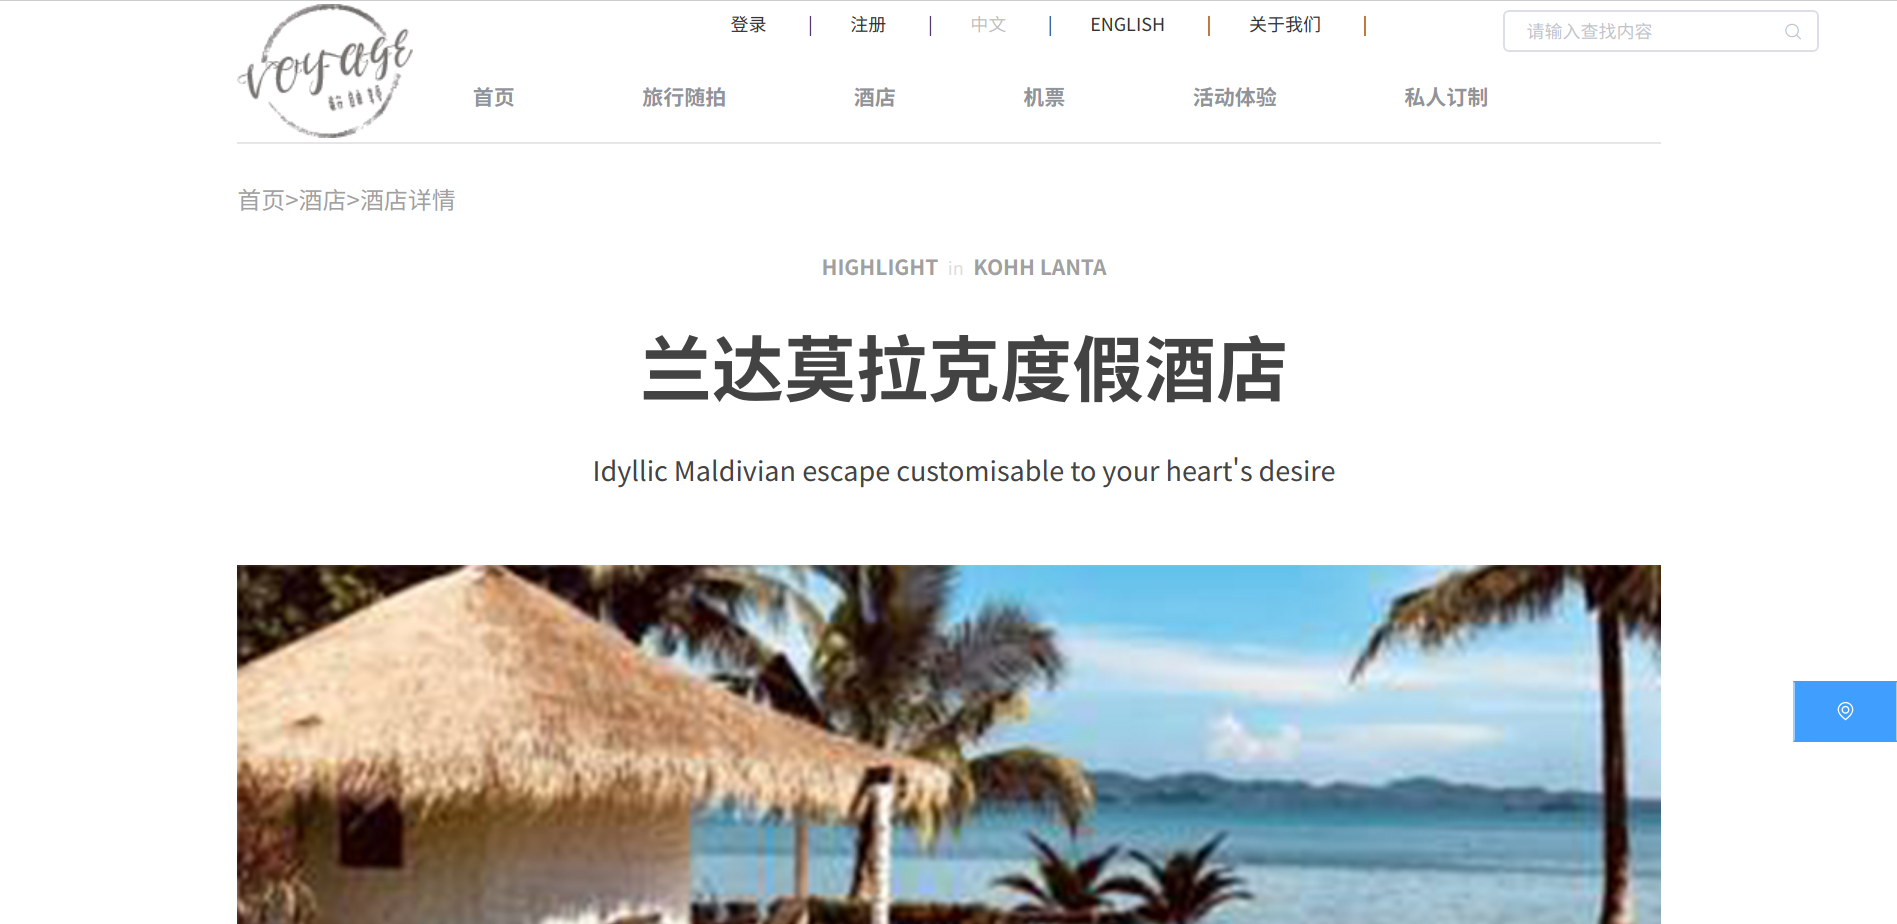 voyage
登录 | 注册 | 中文 | ENGLISH | 关于我们 |
请输入查找内容
首页 旅行随拍 酒店 机票 活动体验 私人订制
首页>酒店>酒店详情
HIGHLIGHT in KOHH LANTA
兰达莫拉克度假酒店
Idyllic Maldivian escape customisable to your heart's desire